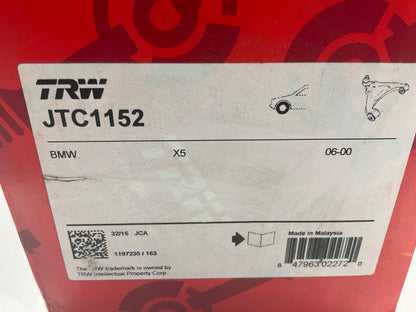 TRW
JTC1152
BMW X5 06-00
TRW
32/16 JCA
Made in Malaysia
1197235 / 163
The TRW trademark is owned by
TRW Intellectual Property Corp.
8 47963 02272 0